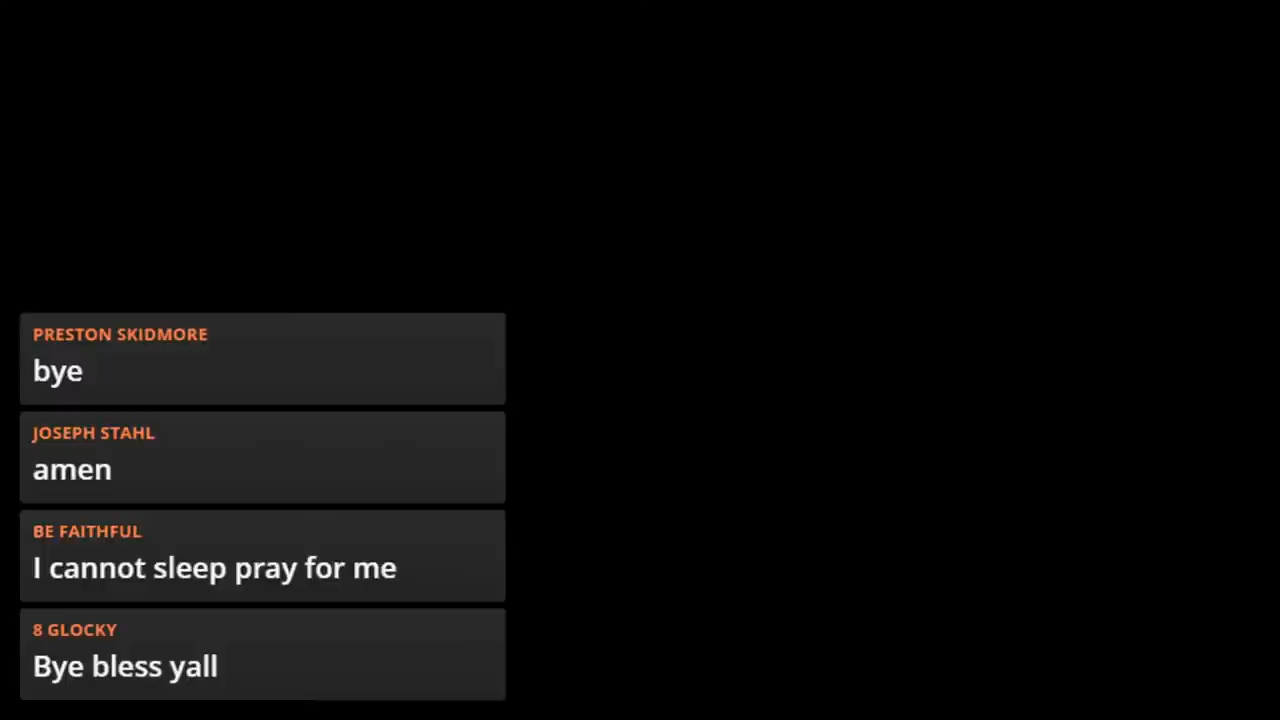 PRESTON SKIDMORE
bye
JOSEPH STAHL
amen
BE FAITHFUL
I cannot sleep pray for me
8 GLOCKY
Bye bless yall